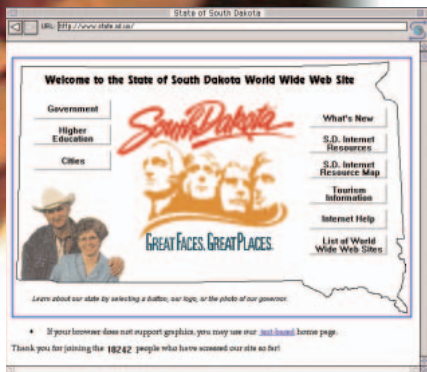 State of South Dakota
URL: http://www.state.sd.us/
Welcome to the State of South Dakota World Wide Web Site
Government
Higher
Education
Cities
South Dakota
GREAT FACES. GREAT PLACES.
What's New
S.D. Internet
Resources
S.D. Internet
Resource Map
Tourism
Information
Internet Help
List of World
Wide Web Sites
Learn about our state by selecting a button, our logo, or the photo of our governor.
• If your browser does not support graphics, you may use our text-based home page.
Thank you for joining the 18242 people who have accessed our site so far!